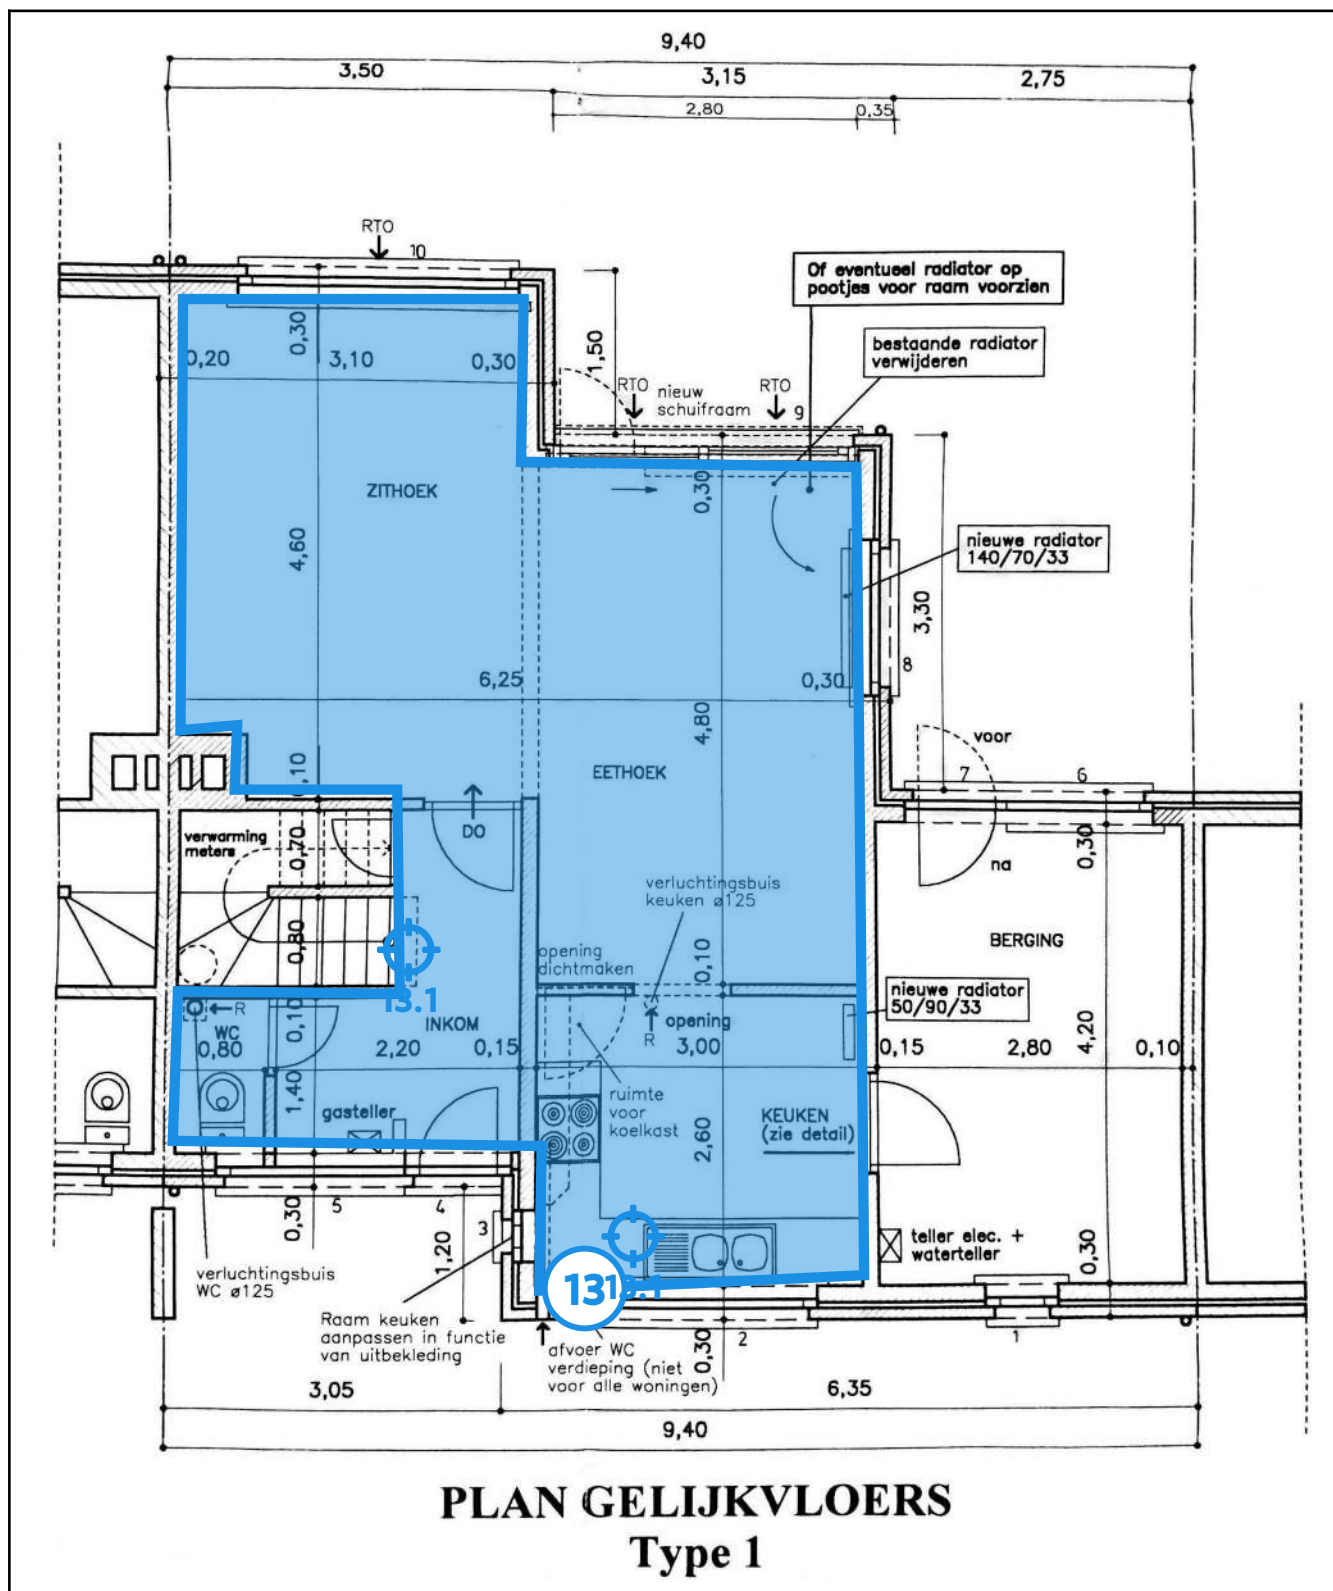 9,40
3,50
3,15
2,75
2,80
0,35
RTO
10
Of eventueel radiator op
pootjes voor raam voorzien
0,30
1,50
bestaande radiator
verwijderen
0,20
3,10
0,30
RTO
nieuw
schuifraam
RTO
9
ZITHOEK
0,30
4,60
nieuwe radiator
140/70/33
3,30
8
6,25
0,30
4,80
voor
EETHOEK
0,10
7
6
DO
verwarming
meters
0,70
0,30
na
verluchtingsbuis
keuken ø125
0,80
BERGING
opening
dichtmaken
0,10
13.1
nieuwe radiator
50/90/33
R
WC
0,10
INKOM
opening
R
0,80
2,20
0,15
3,00
0,15
2,80
0,10
4,20
1,40
gasteller
ruimte
voor
koelkast
KEUKEN
(zie detail)
2,60
5
4
3
0,30
1,20
teller elec. +
waterteller
0,30
verluchtingsbuis
WC ø125
13
13.1
Raam keuken
aanpassen in functie
van uitbekleding
afvoer WC
verdieping (niet
voor alle woningen)
0,30
2
1
3,05
6,35
9,40
PLAN GELIJKVLOERS
Type 1